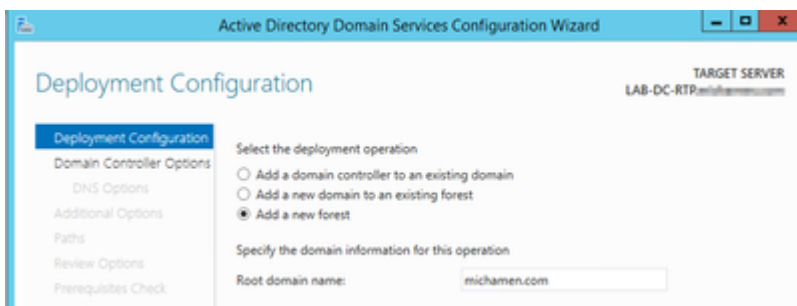 Active Directory Domain Services Configuration Wizard
Deployment Configuration
TARGET SERVER
LAB-DC-RTP
Deployment Configuration
Domain Controller Options
DNS Options
Additional Options
Paths
Review Options
Prerequisites Check
Select the deployment operation
Add a domain controller to an existing domain
Add a new domain to an existing forest
Add a new forest
Specify the domain information for this operation
Root domain name: michamen.com